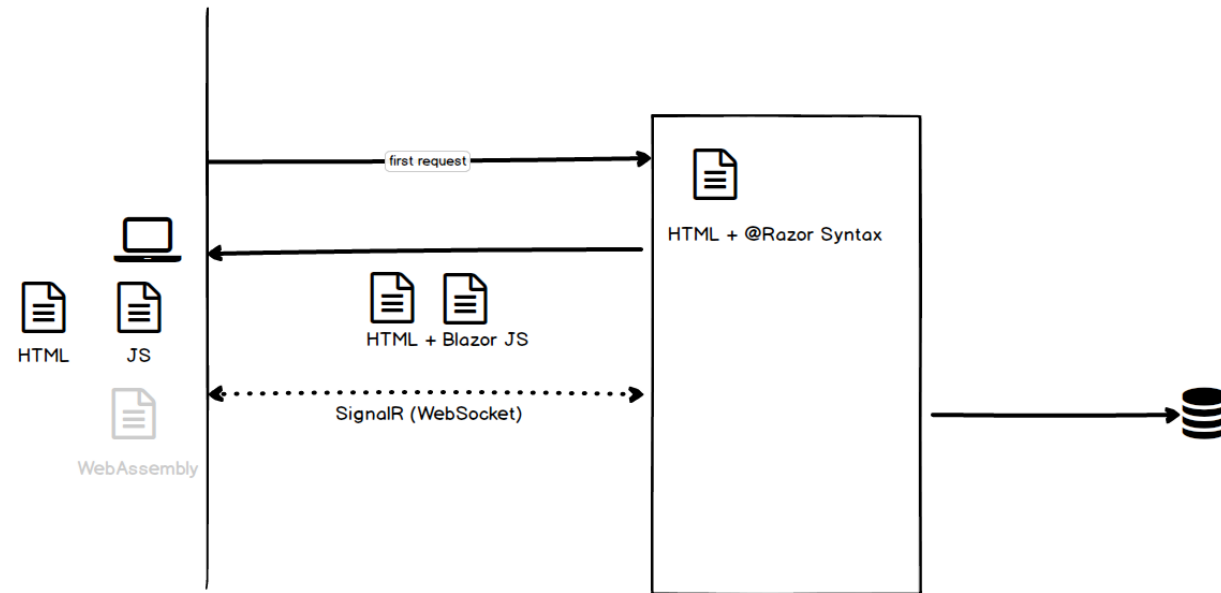 first request
HTML + @Razor Syntax
HTML + Blazor JS
HTML
JS
SignalR (WebSocket)
WebAssembly